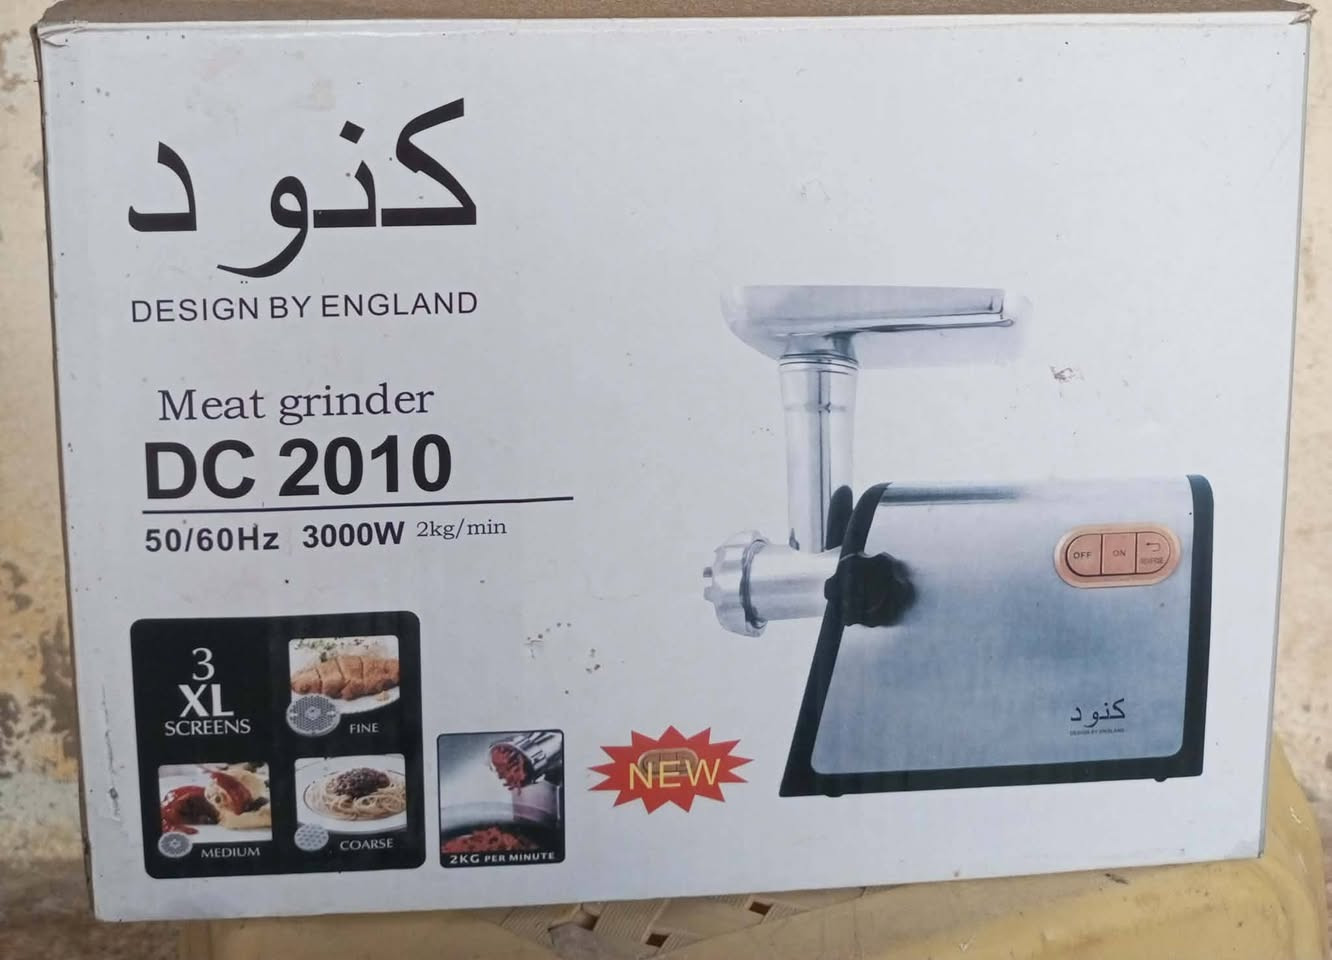 كنود
DESIGN BY ENGLAND
Meat grinder
DC 2010
50/60Hz 3000W 2kg/min
3
XL
SCREENS
FINE
MEDIUM
COARSE
2KG PER MINUTE
NEW
OFF ON REVERSE
كنود
DESIGN BY ENGLAND